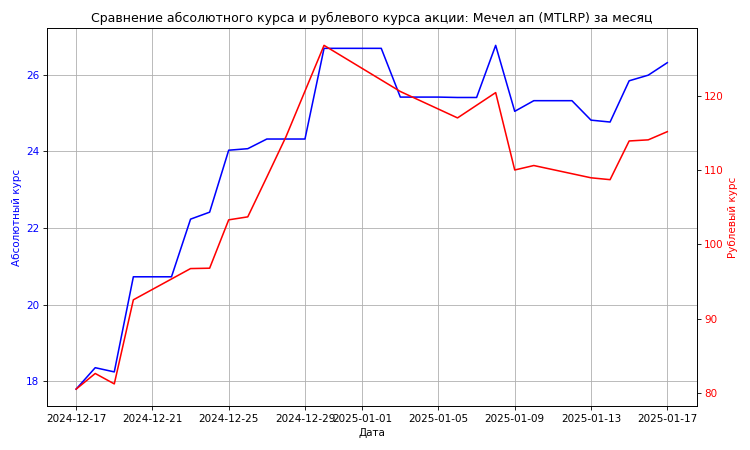 Сравнение абсолютного курса и рублевого курса акции: Мечел ап (MTLRP) за месяц
Абсолютный курс
26
24
22
20
18
120
110
100
90
80
Рублевый курс
2024-12-17 2024-12-21 2024-12-25 2024-12-29 2025-01-01 2025-01-05 2025-01-09 2025-01-13 2025-01-17
Дата